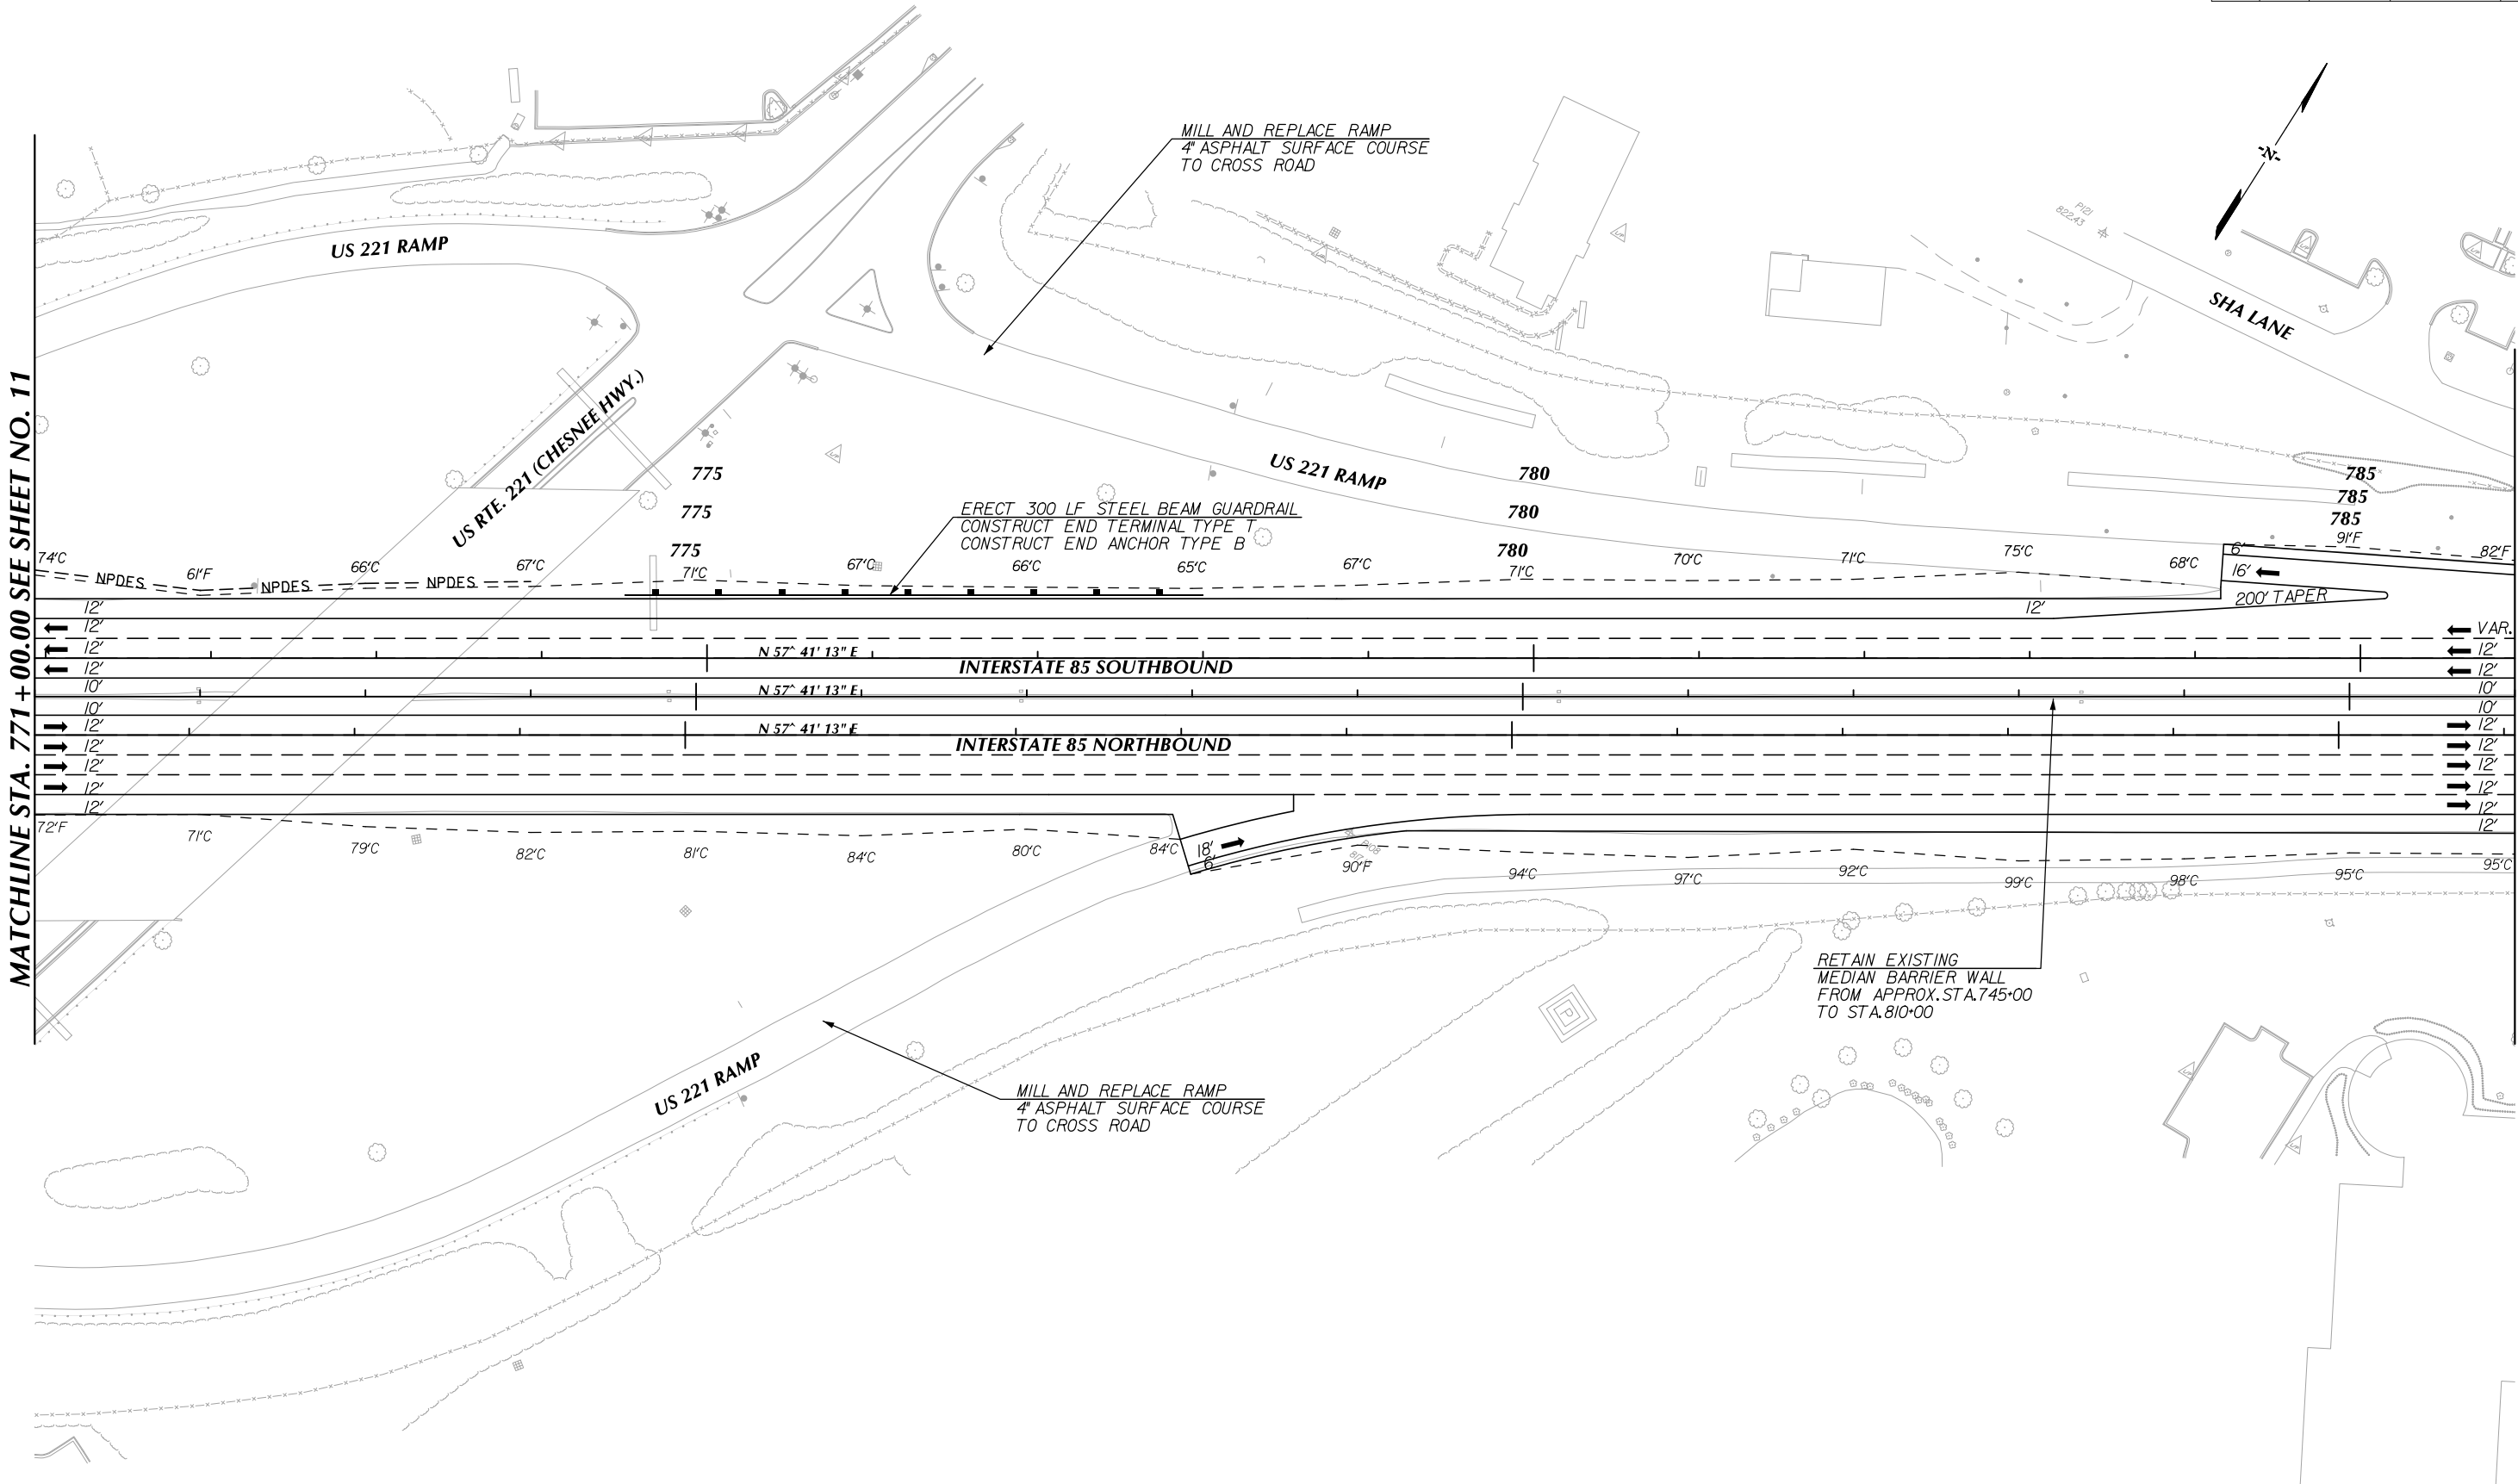 MILL AND REPLACE RAMP
4" ASPHALT SURFACE COURSE
TO CROSS ROAD
-N-
P121
822.43
SHA LANE
US 221 RAMP
US RTE. 221 (CHESNEE HWY.)
US 221 RAMP
775 780 785
775 780 785
775 780 785
ERECT 300 LF STEEL BEAM GUARDRAIL
CONSTRUCT END TERMINAL TYPE T
CONSTRUCT END ANCHOR TYPE B
MATCHLINE STA. 771+00.00 SEE SHEET NO. 11
74'C 61'F 66'C 67'C 71'C 67'C 66'C 65'C 67'C 71'C 70'C 71'C 75'C 68'C 91'F 82'F
NPDES NPDES NPDES
6'
16'
200' TAPER
12' 12'
12' VAR.
12' N 57^ 41' 13" E 12'
12' INTERSTATE 85 SOUTHBOUND 12'
10' N 57^ 41' 13" E 10'
10' 10'
12' N 57^ 41' 13" E 12'
12' INTERSTATE 85 NORTHBOUND 12'
12' 12'
12' 12'
12' 12'
12'
18'
6'
72'F 71'C 79'C 82'C 81'C 84'C 80'C 84'C 90'F 94'C 97'C 92'C 99'C 98'C 95'C 95'C
RETAIN EXISTING
MEDIAN BARRIER WALL
FROM APPROX. STA. 745+00
TO STA. 810+00
P
US 221 RAMP
MILL AND REPLACE RAMP
4" ASPHALT SURFACE COURSE
TO CROSS ROAD